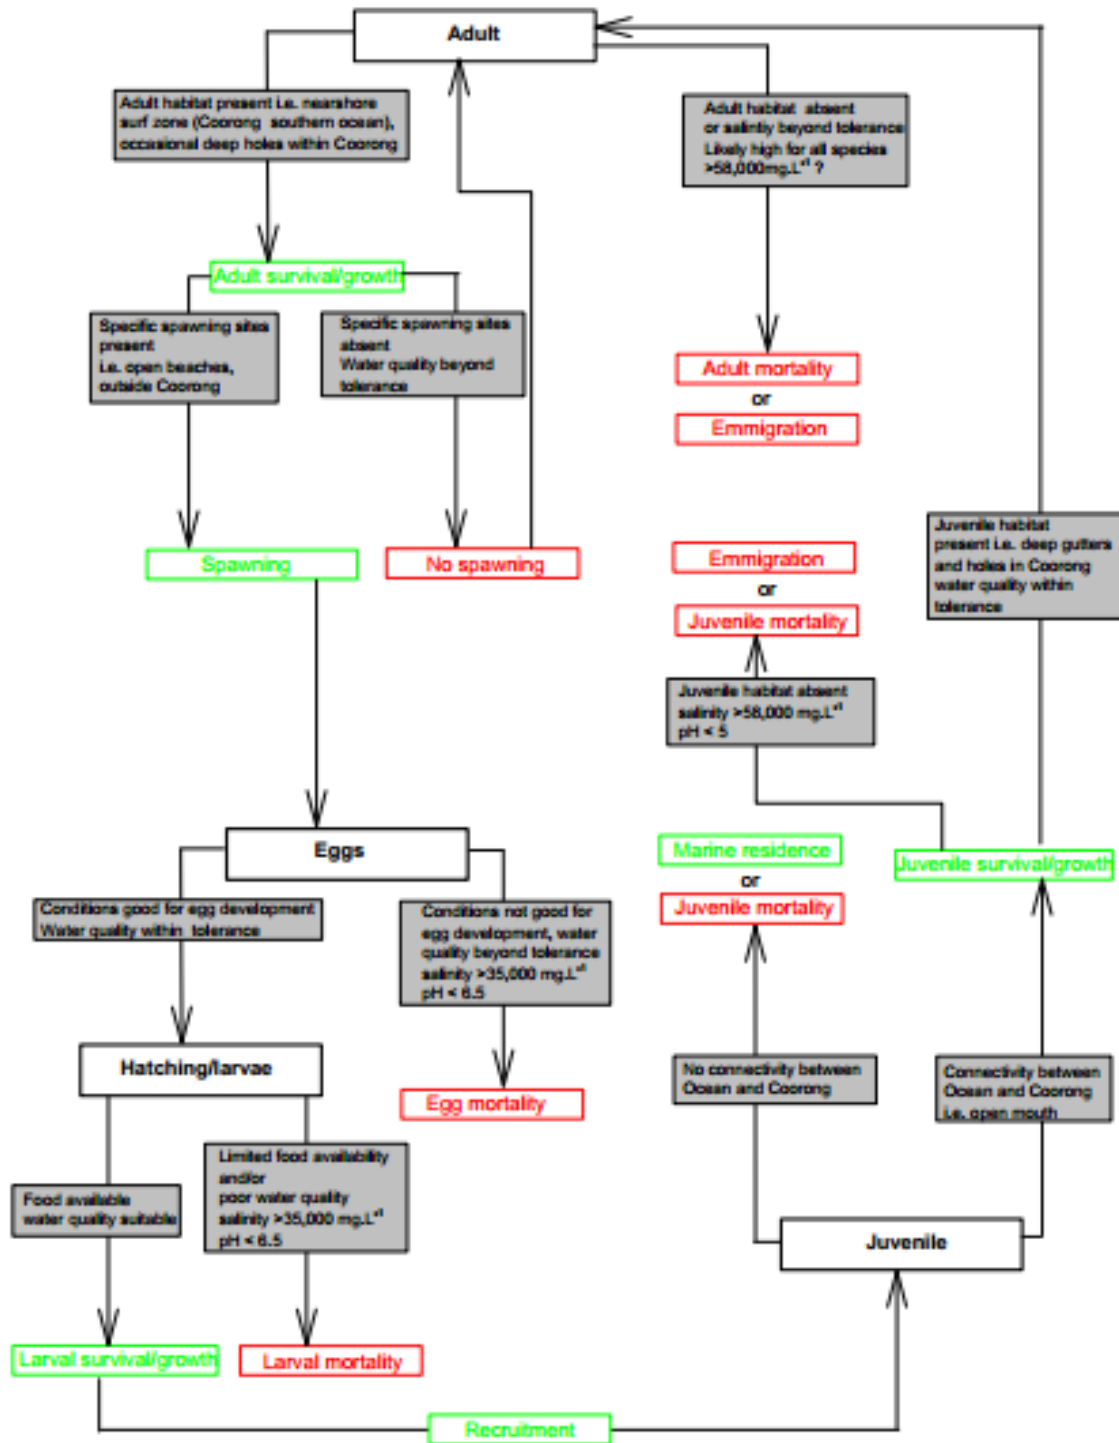 Adult
Adult habitat present i.e. nearshore
surf zone (Coorong southern ocean),
occasional deep holes within Coorong
Adult habitat absent
or salintiy beyond tolerance
Likely high for all species
>58,000mg.L⁻¹ ?
Adult survival/growth
Specific spawning sites
present
i.e. open beaches,
outside Coorong
Specific spawning sites
absent
Water quality beyond
tolerance
Adult mortality
or
Emmigration
Spawning
No spawning
Emmigration
or
Juvenile mortality
Juvenile habitat
present i.e. deep gutters
and holes in Coorong
water quality within
tolerance
Juvenile habitat absent
salinity >58,000 mg.L⁻¹
pH < 5
Eggs
Marine residence
or
Juvenile mortality
Juvenile survival/growth
Conditions good for egg development
Water quality within tolerance
Conditions not good for
egg development, water
quality beyond tolerance
salinity >35,000 mg.L⁻¹
pH < 6.5
Hatching/larvae
Egg mortality
No connectivity between
Ocean and Coorong
Connectivity between
Ocean and Coorong
i.e. open mouth
Food available
water quality suitable
Limited food availability
and/or
poor water quality
salinity >35,000 mg.L⁻¹
pH < 6.5
Juvenile
Larval survival/growth
Larval mortality
Recruitment